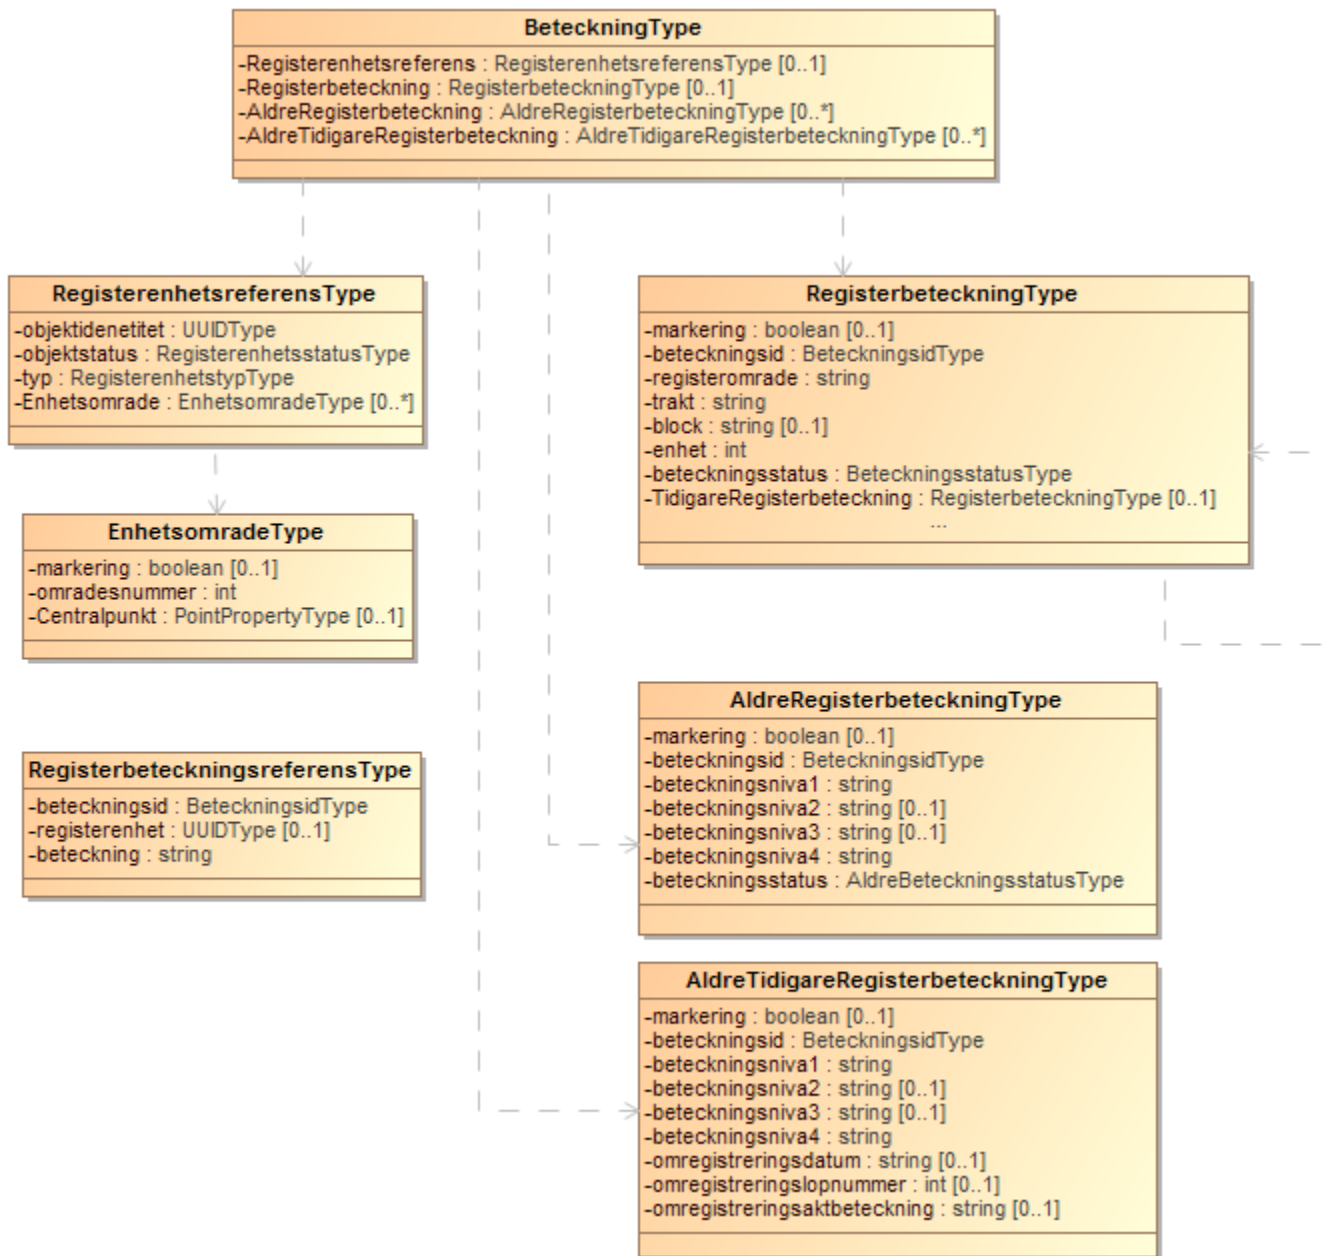 BeteckningType
-Registerenhetsreferens : RegisterenhetsreferensType [0..1]
-Registerbeteckning : RegisterbeteckningType [0..1]
-AldreRegisterbeteckning : AldreRegisterbeteckningType [0..*]
-AldreTidigareRegisterbeteckning : AldreTidigareRegisterbeteckningType [0..*]
RegisterenhetsreferensType
-objektidenetitet : UUIDType
-objektstatus : RegisterenhetsstatusType
-typ : RegisterenhetstypType
-Enhetsomrade : EnhetsomradeType [0..*]
RegisterbeteckningType
-markering : boolean [0..1]
-beteckningsid : BeteckningsidType
-registeromrade : string
-trakt : string
-block : string [0..1]
-enhet : int
-beteckningsstatus : BeteckningsstatusType
-TidigareRegisterbeteckning : RegisterbeteckningType [0..1]
...
EnhetsomradeType
-markering : boolean [0..1]
-omradesnummer : int
-Centralpunkt : PointPropertyType [0..1]
RegisterbeteckningsreferensType
-beteckningsid : BeteckningsidType
-registerenhet : UUIDType [0..1]
-beteckning : string
AldreRegisterbeteckningType
-markering : boolean [0..1]
-beteckningsid : BeteckningsidType
-beteckningsniva1 : string
-beteckningsniva2 : string [0..1]
-beteckningsniva3 : string [0..1]
-beteckningsniva4 : string
-beteckningsstatus : AldreBeteckningsstatusType
AldreTidigareRegisterbeteckningType
-markering : boolean [0..1]
-beteckningsid : BeteckningsidType
-beteckningsniva1 : string
-beteckningsniva2 : string [0..1]
-beteckningsniva3 : string [0..1]
-beteckningsniva4 : string
-omregistreringsdatum : string [0..1]
-omregistreringslopnummer : int [0..1]
-omregistreringsaktbeteckning : string [0..1]